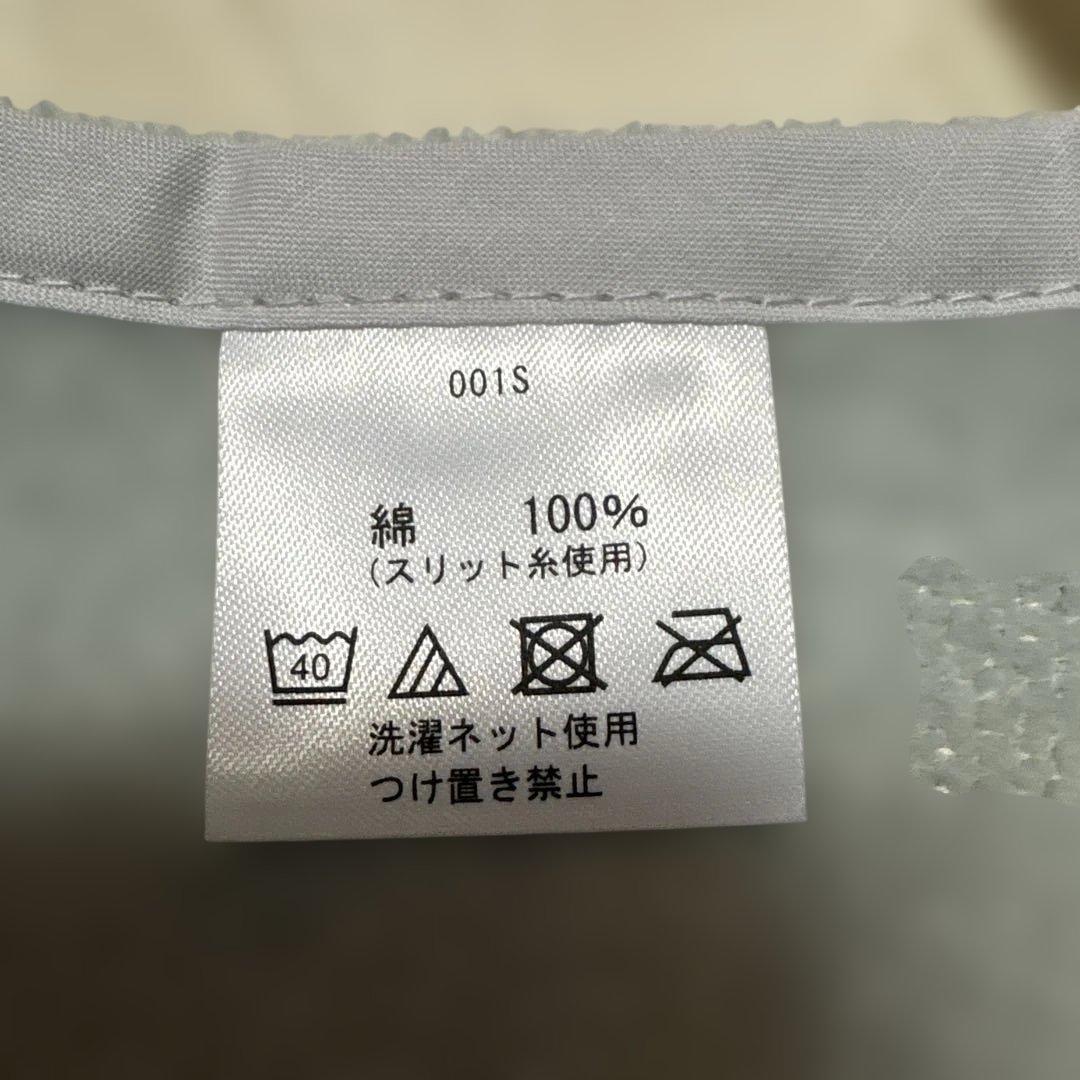 001S
綿 100%
(スリット糸使用)
40
洗濯ネット使用
つけ置き禁止